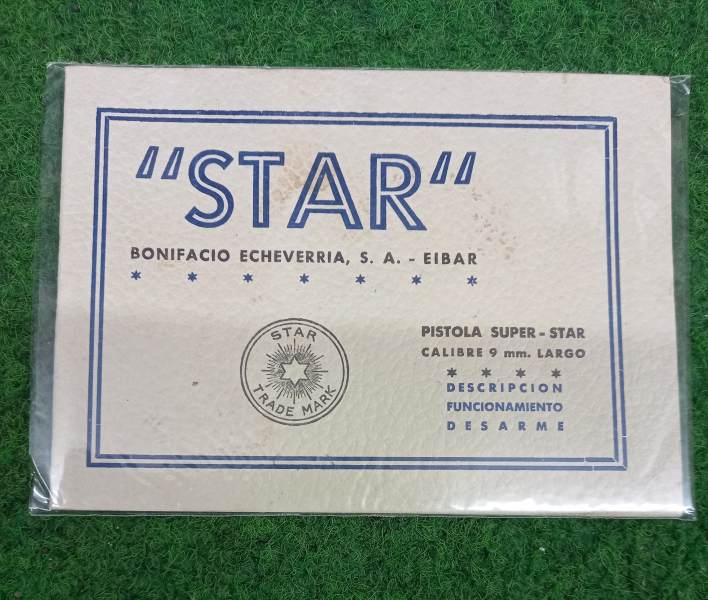 "STAR"
BONIFACIO ECHEVERRIA, S. A. - EIBAR
STAR
TRADE MARK
PISTOLA SUPER-STAR
CALIBRE 9 mm. LARGO
DESCRIPCION
FUNCIONAMIENTO
DESARME